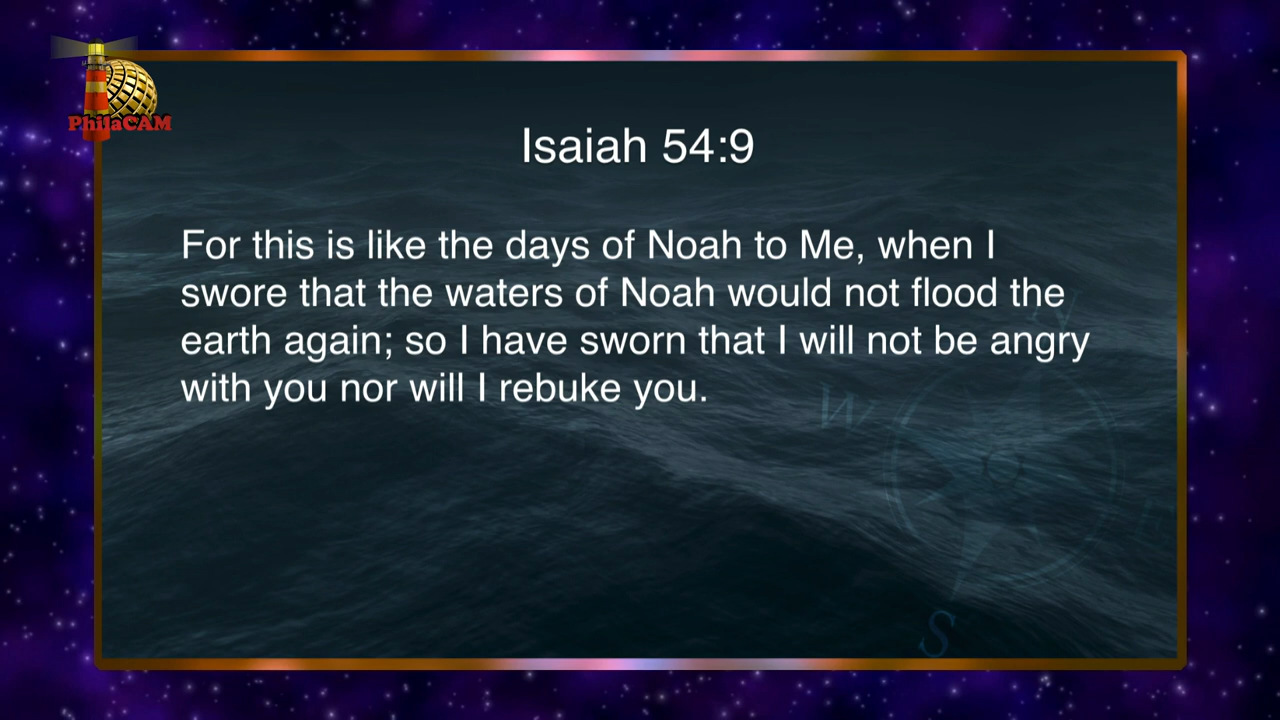 PhilaCAM
Isaiah 54:9
For this is like the days of Noah to Me, when I
swore that the waters of Noah would not flood the
earth again; so I have sworn that I will not be angry
with you nor will I rebuke you.
N
W
E
S